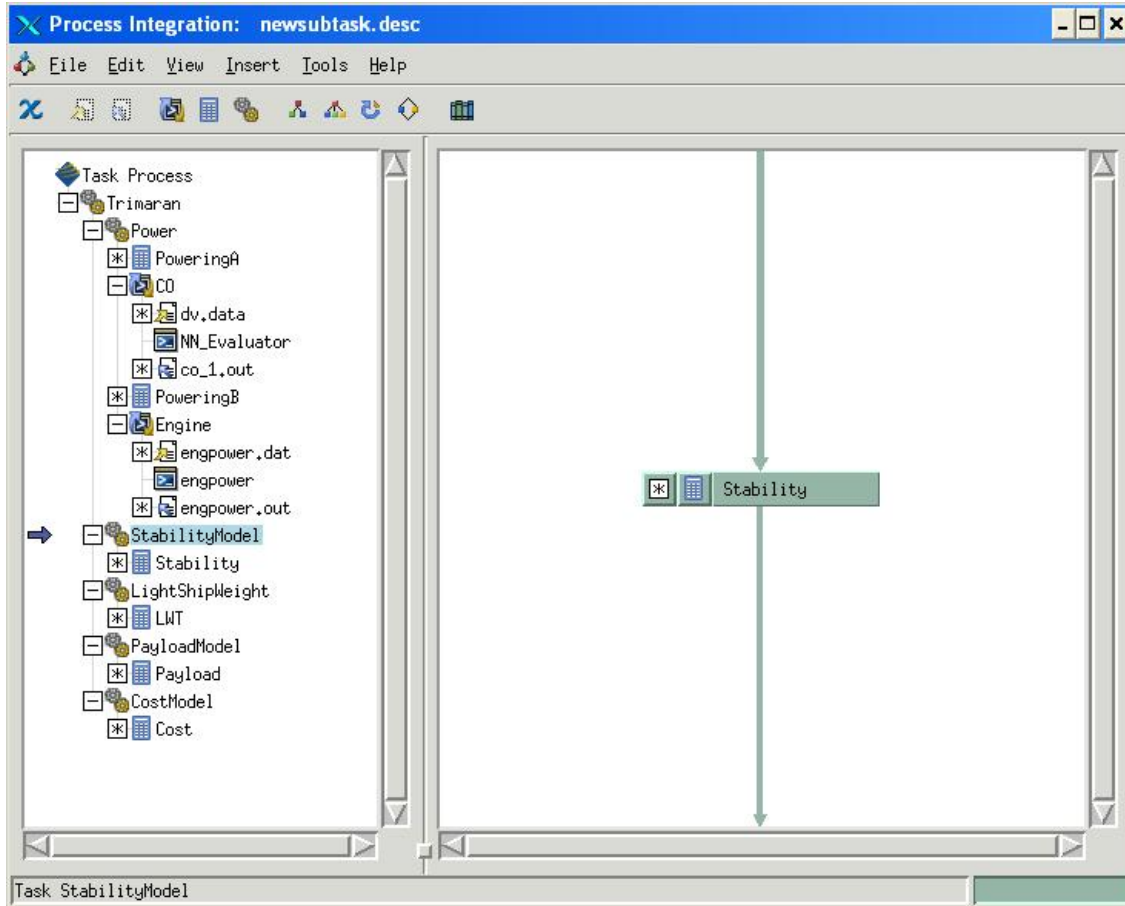 Process Integration: newsubtask.desc
File Edit View Insert Tools Help
Task Process
Trimaran
Power
PoweringA
CO
dv.data
NN_Evaluator
co_1.out
PoweringB
Engine
engpower.dat
engpower
engpower.out
StabilityModel
Stability
LightShipWeight
LWT
PayloadModel
Payload
CostModel
Cost
Stability
Task StabilityModel